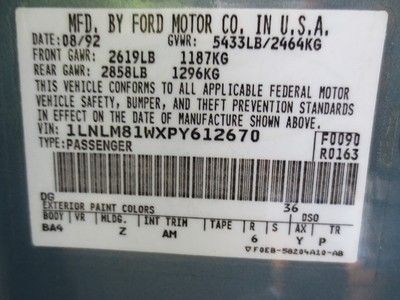 MFD. BY FORD MOTOR CO. IN U.S.A.
DATE: 08/92 GVWR: 5433LB/2464KG
FRONT GAWR: 2619LB 1187KG
REAR GAWR: 2858LB 1296KG
THIS VEHICLE CONFORMS TO ALL APPLICABLE FEDERAL MOTOR
VEHICLE SAFETY, BUMPER, AND THEFT PREVENTION STANDARDS
IN EFFECT ON THE DATE OF MANUFACTURE SHOWN ABOVE.
VIN: 1LNLM81WXPY612670 F0090
TYPE: PASSENGER R0163
DG 36
EXTERIOR PAINT COLORS DSO
BODY VR MLDG. INT TRIM TAPE R S AX TR
BA4 Z AM 6 Y P
▽F0EB-58204A10-AB